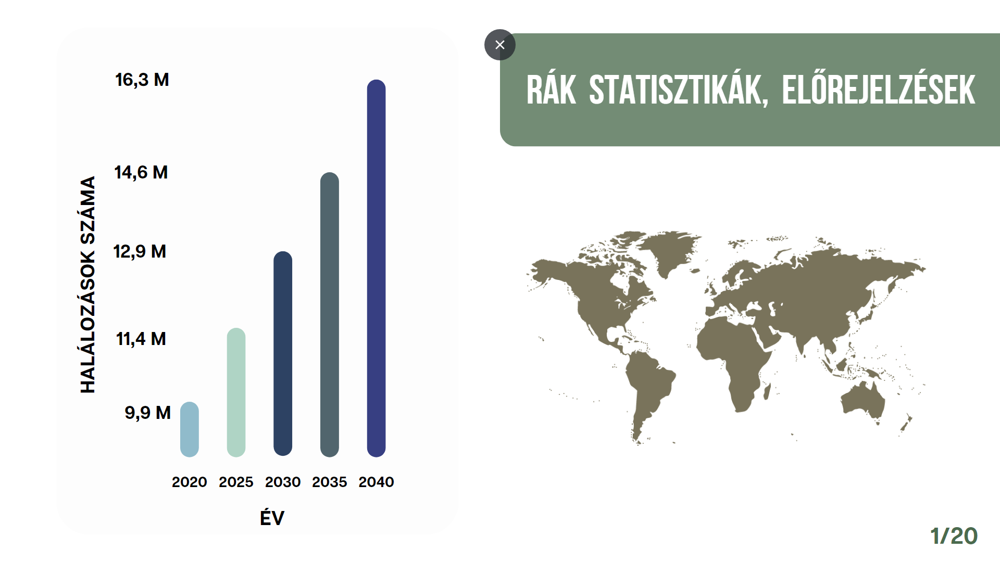 RÁK STATISZTIKÁK, ELŐREJELZÉSEK
HALÁLOZÁSOK SZÁMA
16,3 M
14,6 M
12,9 M
11,4 M
9,9 M
2020 2025 2030 2035 2040
ÉV
1/20